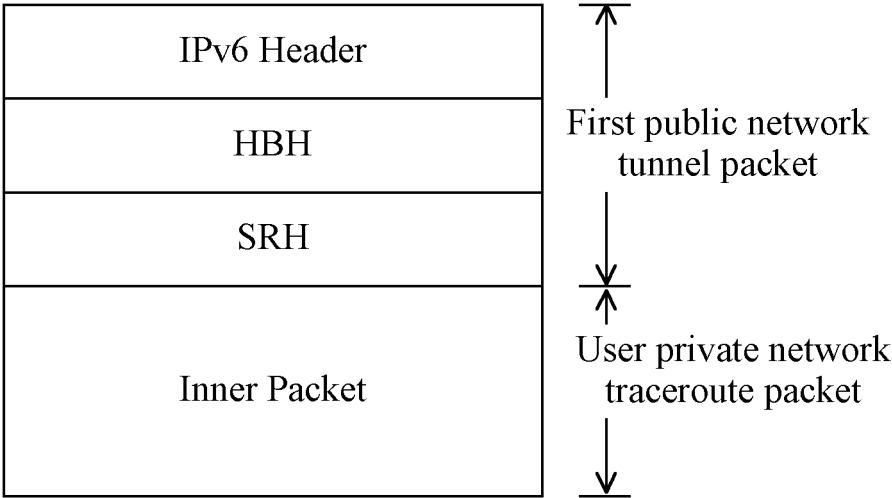 IPv6 Header
HBH
First public network
tunnel packet
SRH
Inner Packet
User private network
traceroute packet